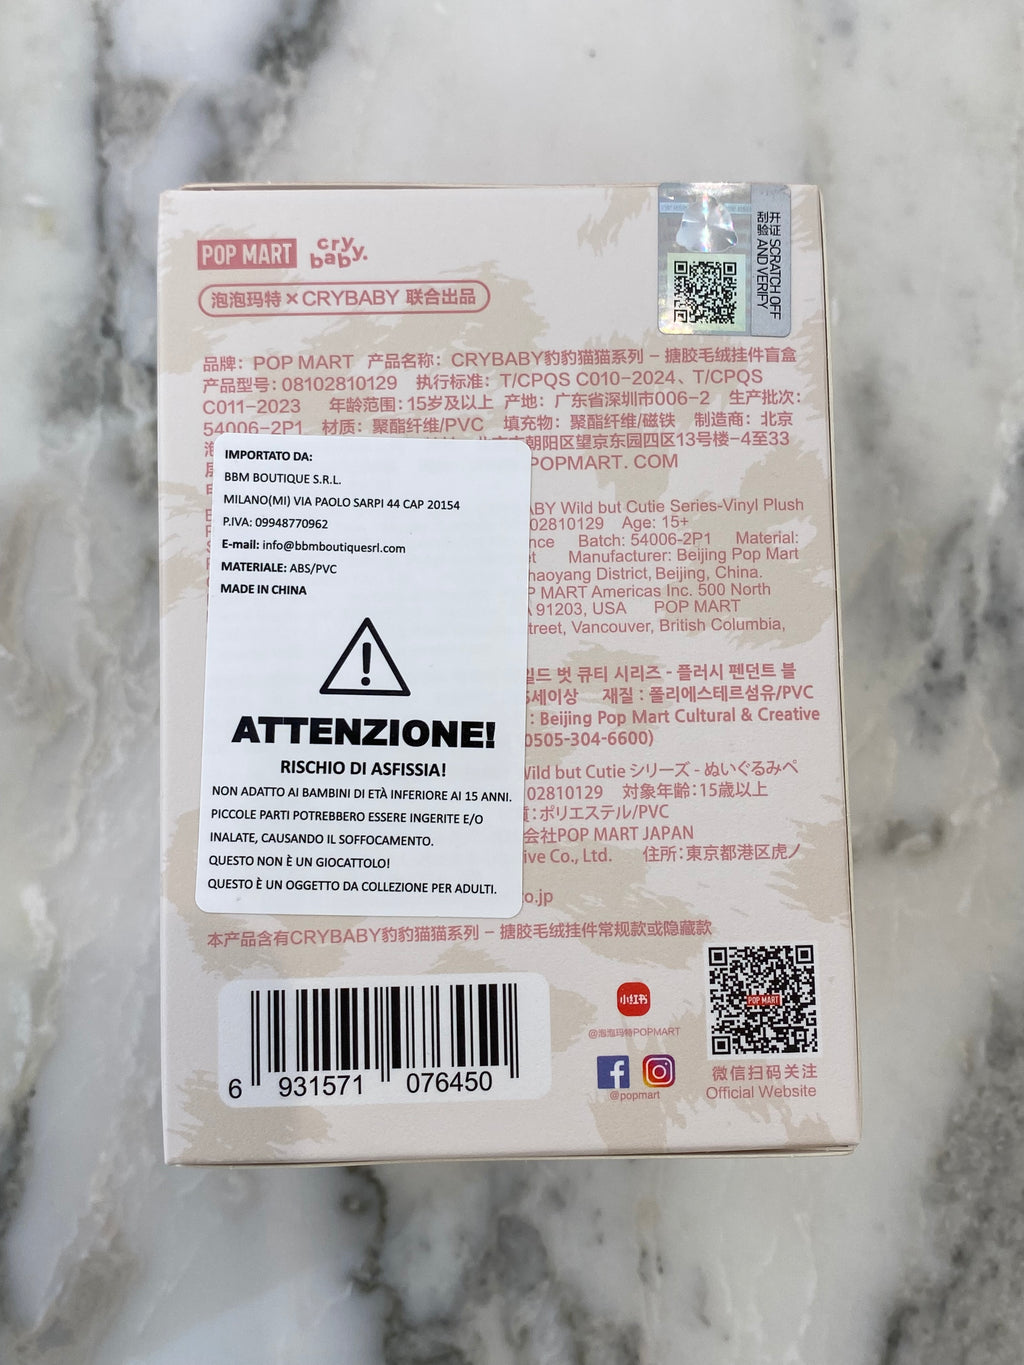 POP MART
cry
baby.
泡泡玛特×CRYBABY 联合出品
开 SCRATCH OFF
刮 验 证 AND VERIFY
品牌：POP MART 产品名称：CRYBABY豹豹猫猫系列－搪胶毛绒挂件盲盒
产品型号：08102810129 执行标准：T/CPQS C010-2024、T/CPQS
C011-2023 年龄范围：15岁及以上 产地：广东省深圳市006-2 生产批次：
54006-2P1 材质：聚酯纤维/PVC 填充物：聚酯纤维/磁铁 制造商：北京
朝阳区望京东园四区13号楼-4至33
POPMART. COM
IMPORTATO DA:
BBM BOUTIQUE S.R.L.
MILANO(MI) VIA PAOLO SARPI 44 CAP 20154
P.IVA: 09948770962
E-mail: info@bbmboutiquesrl.com
MATERIALE: ABS/PVC
MADE IN CHINA
ATTENZIONE!
RISCHIO DI ASFISSIA!
NON ADATTO AI BAMBINI DI ETÀ INFERIORE AI 15 ANNI.
PICCOLE PARTI POTREBBERO ESSERE INGERITE E/O
INALATE, CAUSANDO IL SOFFOCAMENTO.
QUESTO NON È UN GIOCATTOLO!
QUESTO È UN OGGETTO DA COLLEZIONE PER ADULTI.
ABY Wild but Cutie Series-Vinyl Plush
02810129 Age: 15+
nce Batch: 54006-2P1 Material:
et Manufacturer: Beijing Pop Mart
haoyang District, Beijing, China.
P MART Americas Inc. 500 North
91203, USA POP MART
treet, Vancouver, British Columbia,
일드 벗 큐티 시리즈 - 플러시 펜던트 블
5세이상 재질 : 폴리에스테르섬유/PVC
: Beijing Pop Mart Cultural & Creative
0505-304-6600)
Wild but Cutie シリーズ - ぬいぐるみペ
02810129 対象年齢：15歳以上
：ポリエステル/PVC
会社POP MART JAPAN
ive Co., Ltd. 住所：東京都港区虎ノ
o.jp
本产品含有CRYBABY豹豹猫猫系列－搪胶毛绒挂件常规款或隐藏款
6 931571 076450
小红书
@泡泡玛特POPMART
@popmart
POP MART
微信扫码关注
Official Website